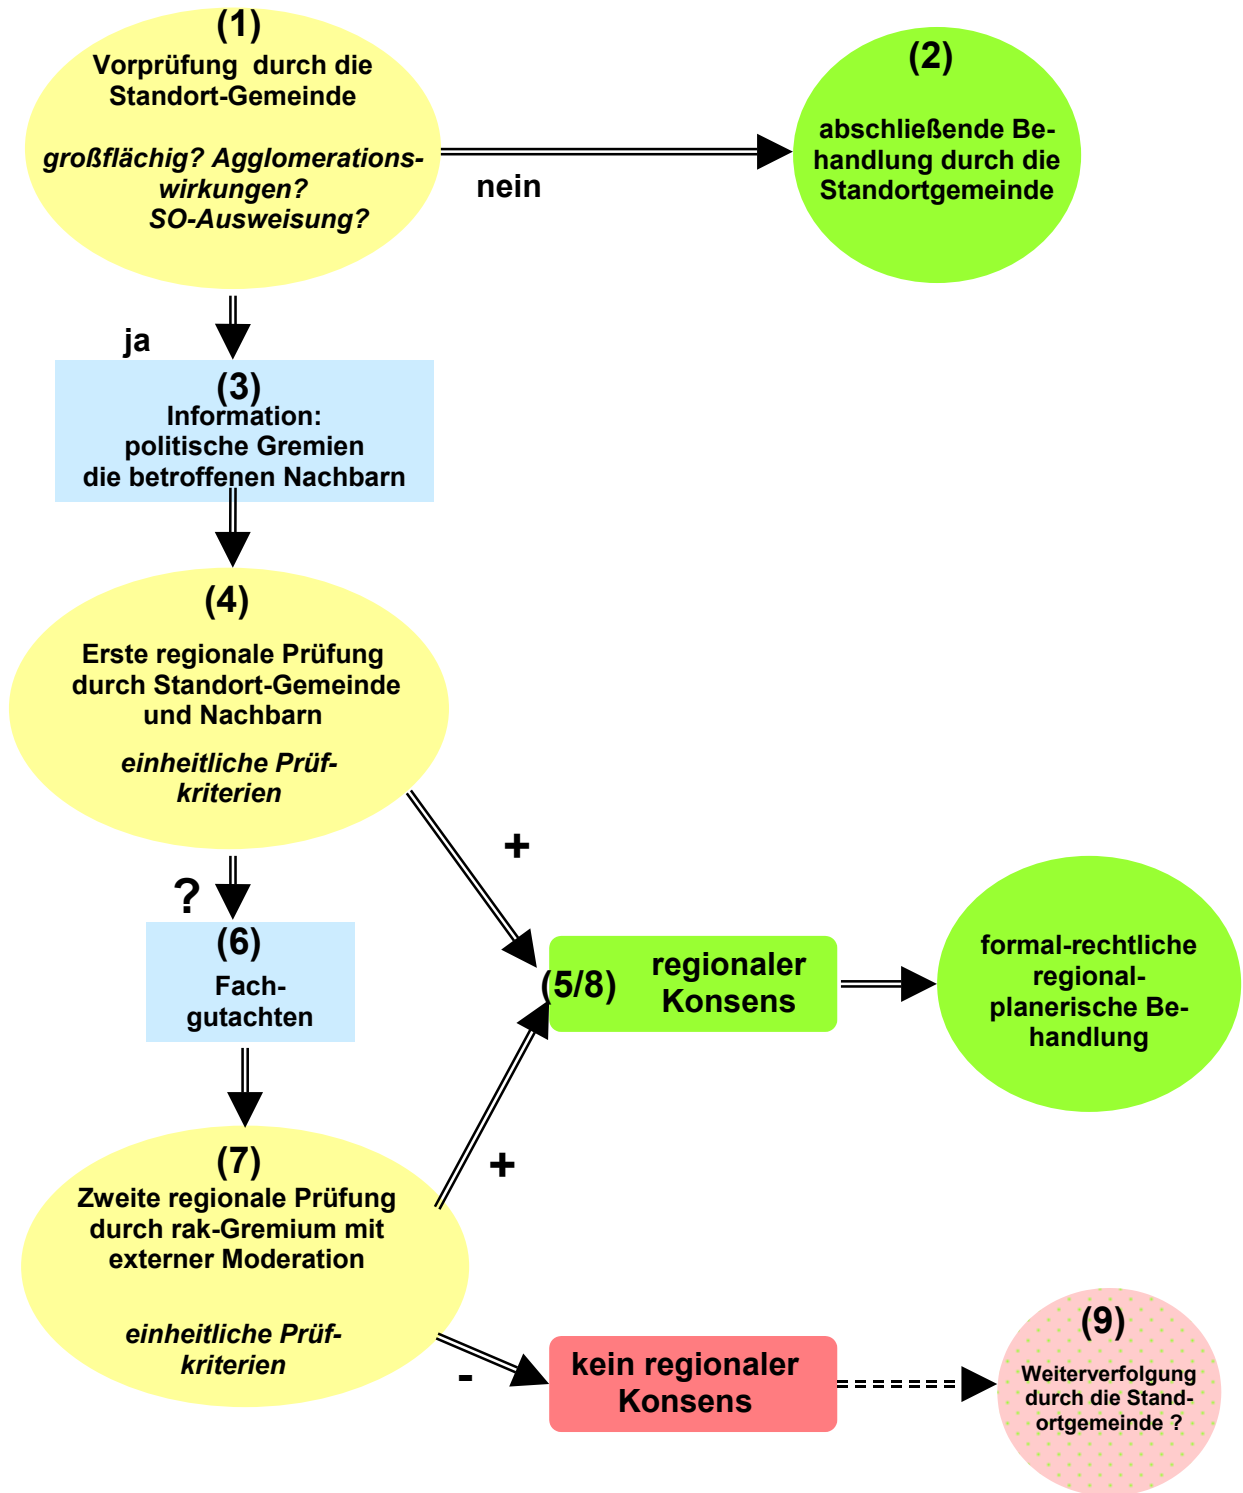 (1)
Vorprüfung durch die
Standort-Gemeinde
großflächig? Agglomerations-
wirkungen?
SO-Ausweisung?
nein
(2)
abschließende Be-
handlung durch die
Standortgemeinde
ja
(3)
Information:
politische Gremien
die betroffenen Nachbarn
(4)
Erste regionale Prüfung
durch Standort-Gemeinde
und Nachbarn
einheitliche Prüf-
kriterien
+
?
(6)
Fach-
gutachten
(5/8)
regionaler
Konsens
formal-rechtliche
regional-
planerische Be-
handlung
(7)
Zweite regionale Prüfung
durch rak-Gremium mit
externer Moderation
einheitliche Prüf-
kriterien
+
-
kein regionaler
Konsens
(9)
Weiterverfolgung
durch die Stand-
ortgemeinde ?